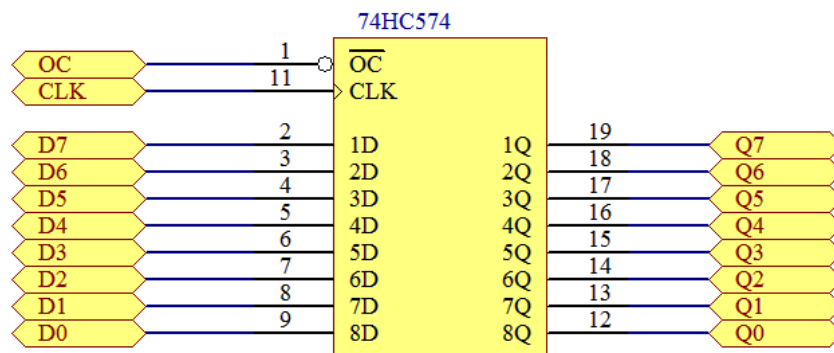 74HC574
OC 1 OC
CLK 11 CLK
D7 2 1D 1Q 19 Q7
D6 3 2D 2Q 18 Q6
D5 4 3D 3Q 17 Q5
D4 5 4D 4Q 16 Q4
D3 6 5D 5Q 15 Q3
D2 7 6D 6Q 14 Q2
D1 8 7D 7Q 13 Q1
D0 9 8D 8Q 12 Q0